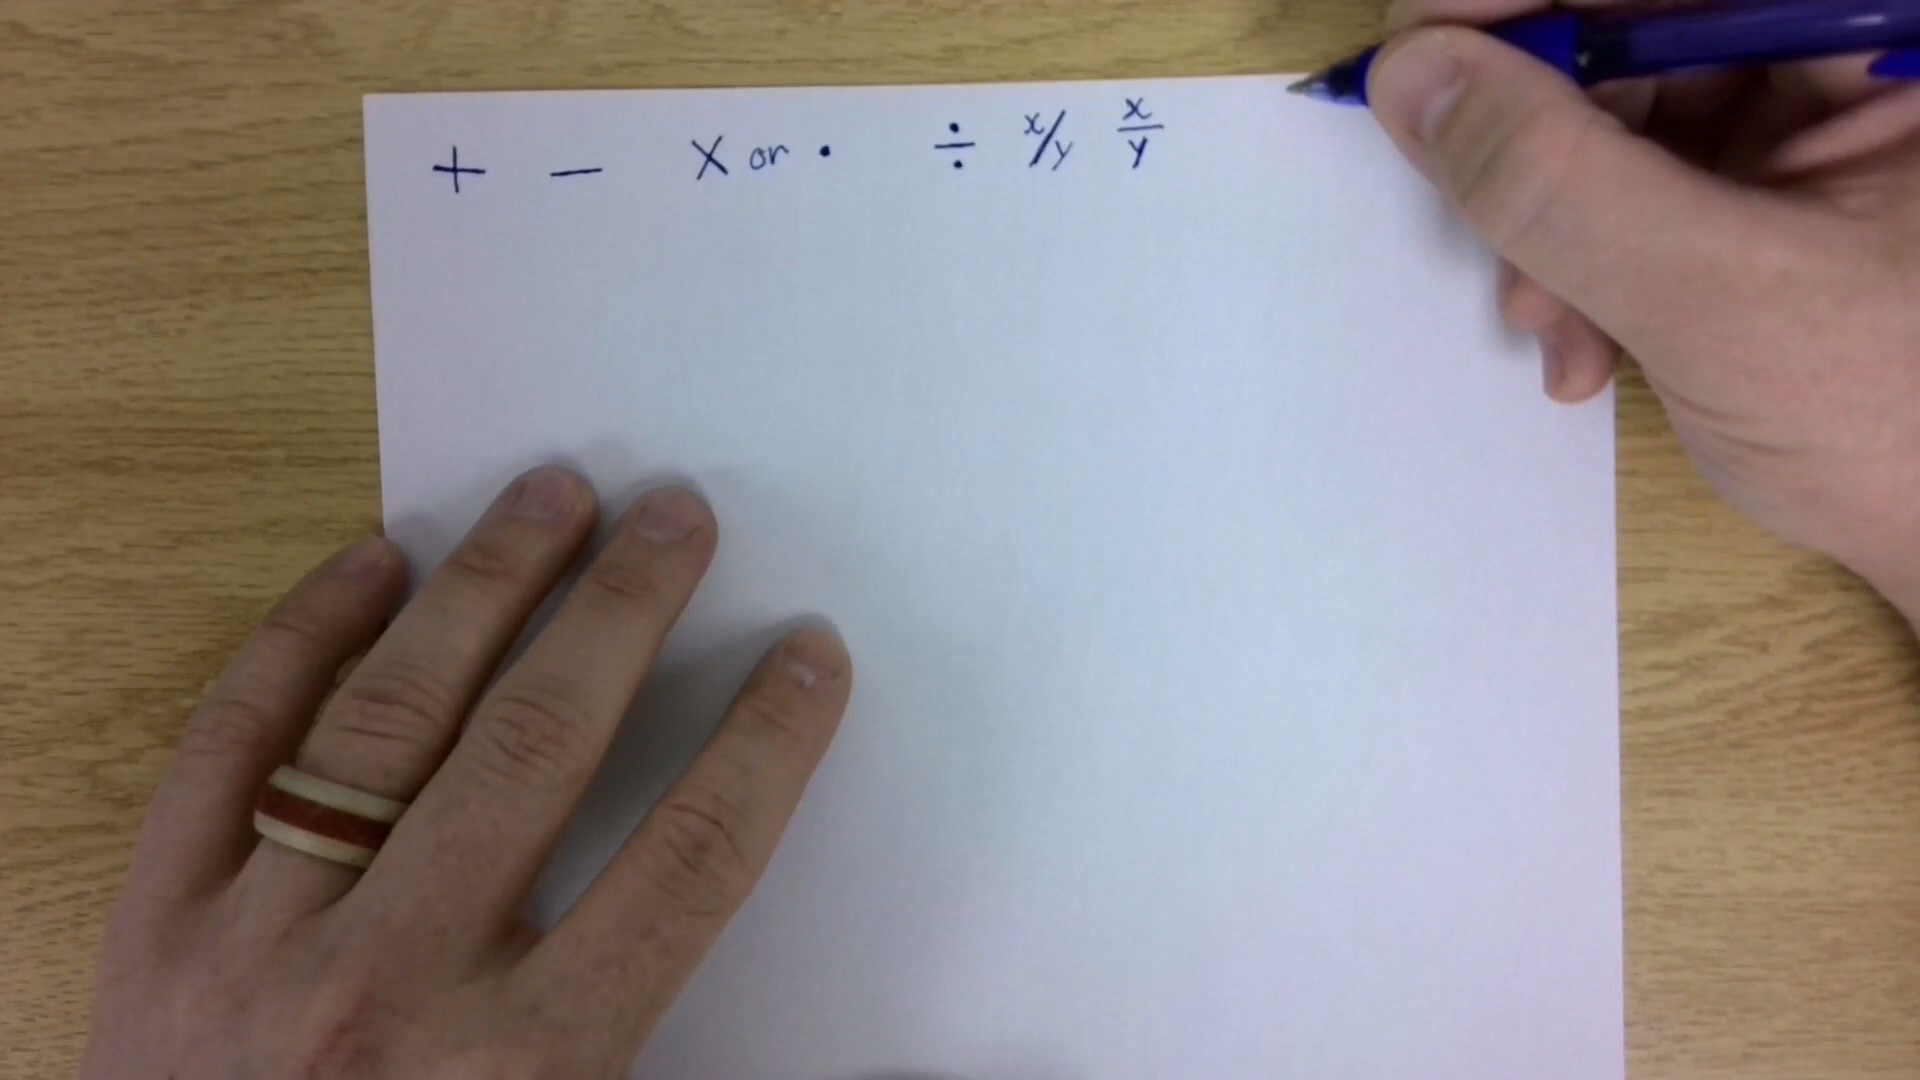 + − X or • ÷ x/y x/y